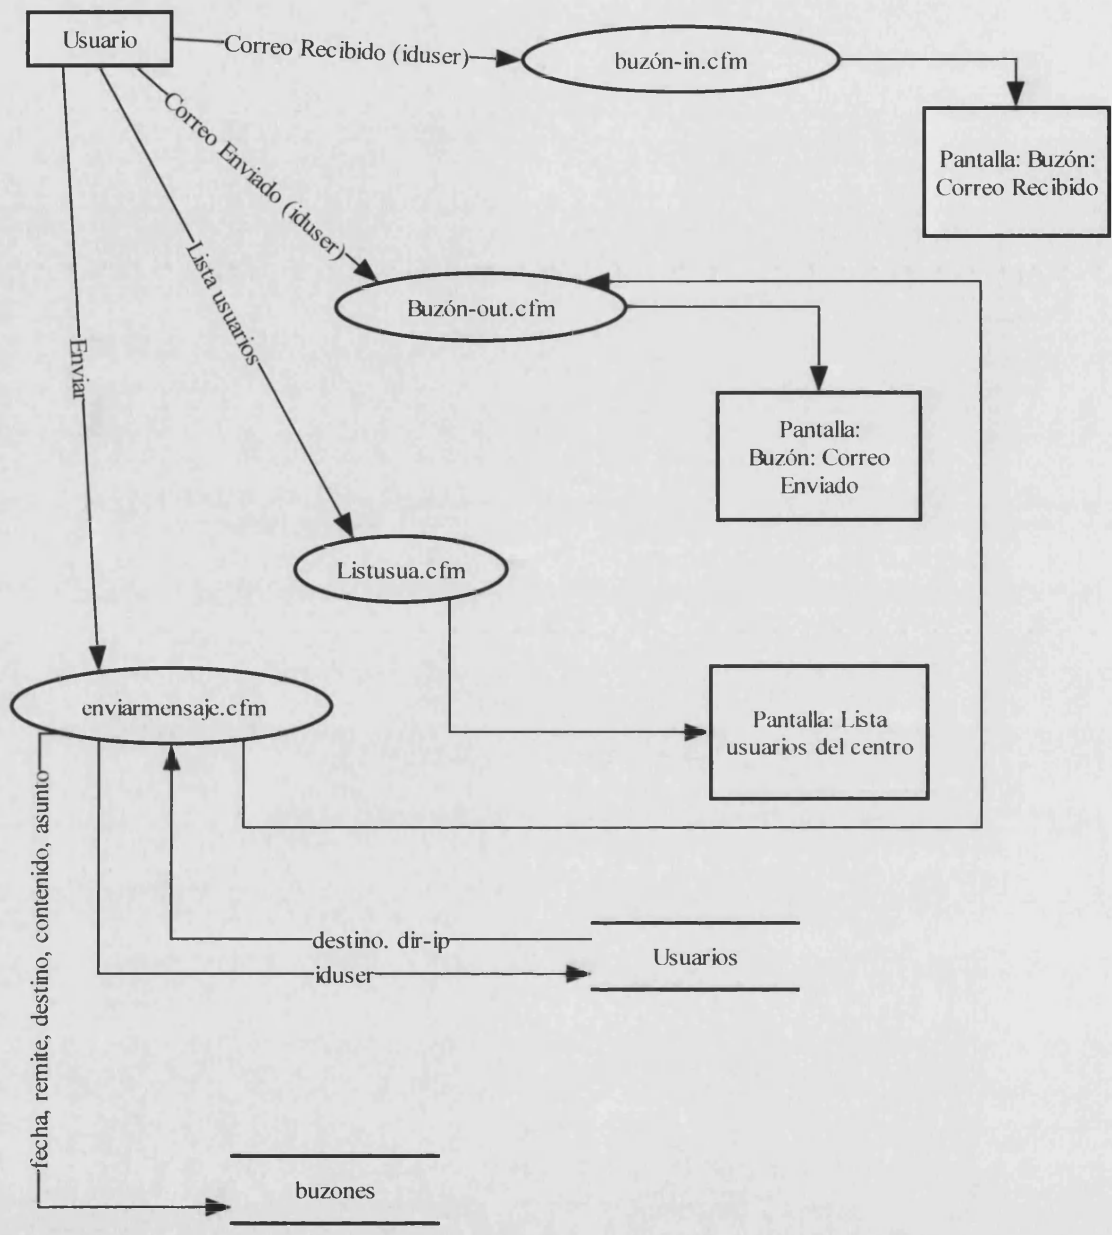 Usuario
Correo Recibido (iduser)
buzón-in.cfm
Pantalla: Buzón:
Correo Recibido
Correo Enviado (iduser)
Lista usuarios
Enviar
Buzón-out.cfm
Pantalla:
Buzón: Correo
Enviado
Listusua.cfm
enviarmensaje.cfm
Pantalla: Lista
usuarios del centro
fecha, remite, destino, contenido, asunto
destino. dir-ip
iduser
Usuarios
buzones